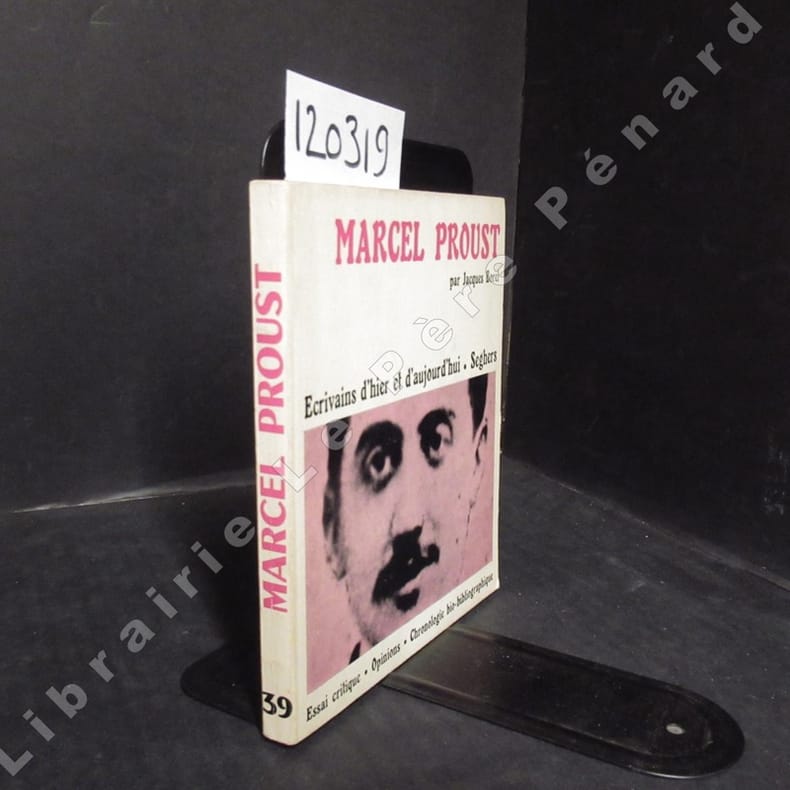 120319
MARCEL PROUST
par Jacques Borel
Ecrivains d'hier et d'aujourd'hui • Seghers
Essai critique • Opinions • Chronologie bio-bibliographique
MARCEL PROUST
39
Librairie Le Père Pénard